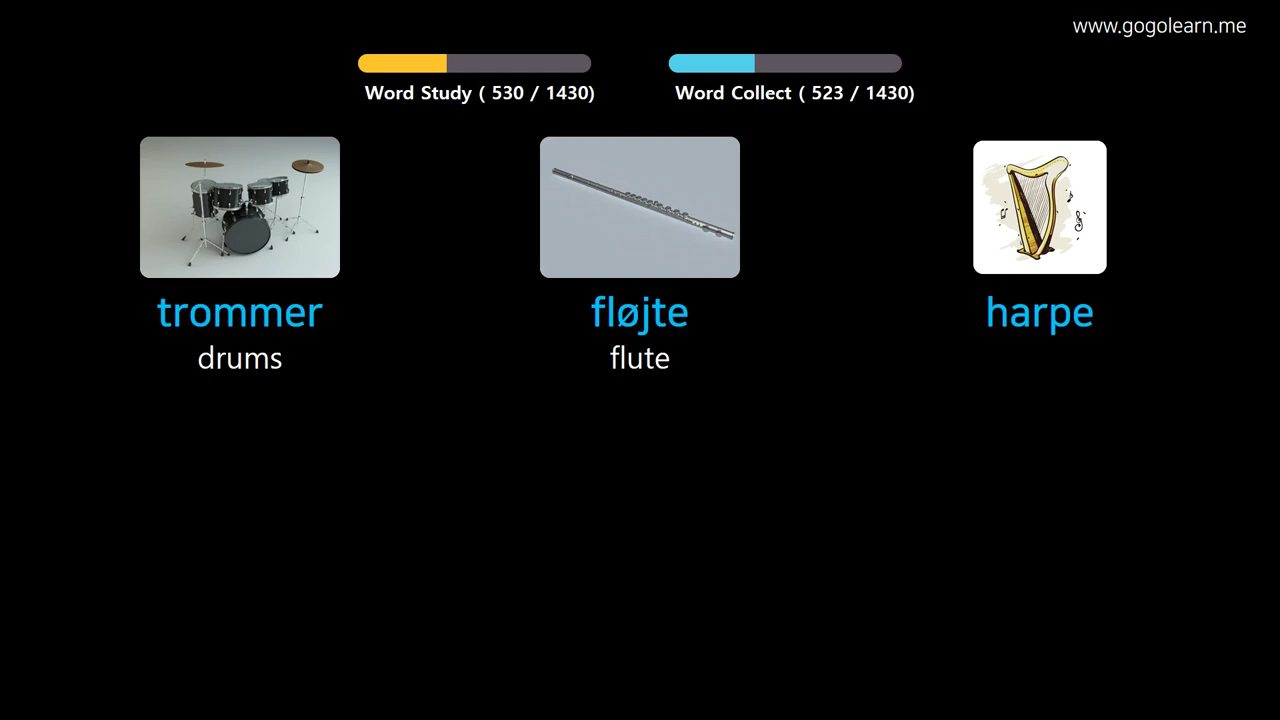 www.gogolearn.me
Word Study ( 530 / 1430)
Word Collect ( 523 / 1430)
trommer
drums
fløjte
flute
harpe